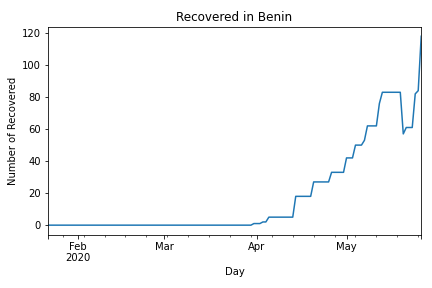 Recovered in Benin
Number of Recovered
120
100
80
60
40
20
0
Feb
2020
Mar
Apr
May
Day